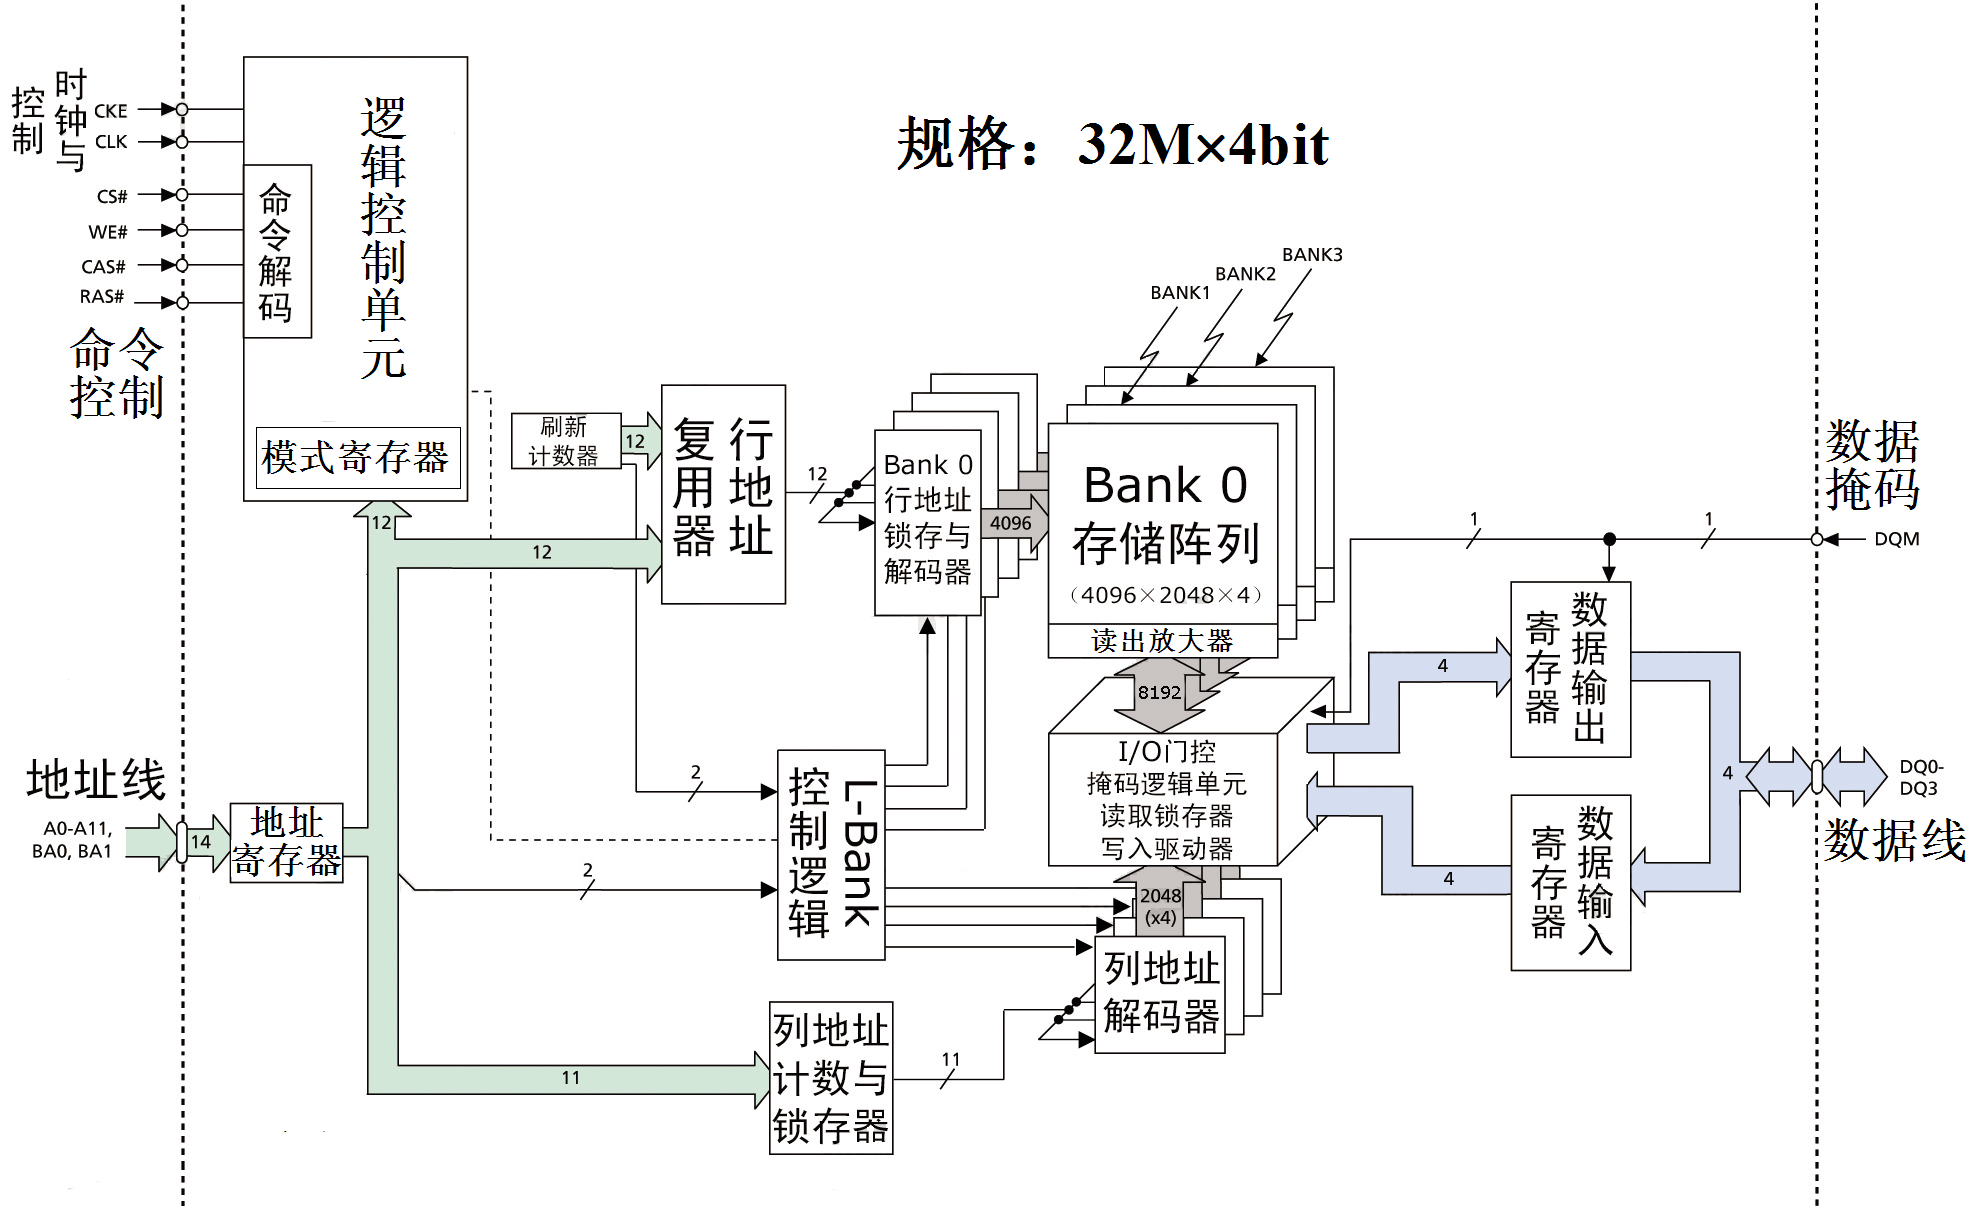 规格：32M×4bit
时钟与
控制
CKE
CLK
CS#
WE#
CAS#
RAS#
命令
控制
命令解码
逻辑控制单元
模式寄存器
BANK3
BANK2
BANK1
刷新
计数器
12
行地址
复用器
12
12
12
Bank 0
行地址
锁存与
解码器
4096
Bank 0
存储阵列
（4096×2048×4）
读出放大器
8192
数据
掩码
1
1
DQM
数据输出
寄存器
4
I/O门控
掩码逻辑单元
读取锁存器
写入驱动器
2
L-Bank
控制逻辑
2
地址线
A0-A11,
BA0, BA1
14
地址
寄存器
4
DQ0-
DQ3
数据线
数据输入
寄存器
4
2048
(x4)
列地址
解码器
11
列地址
计数与
锁存器
11